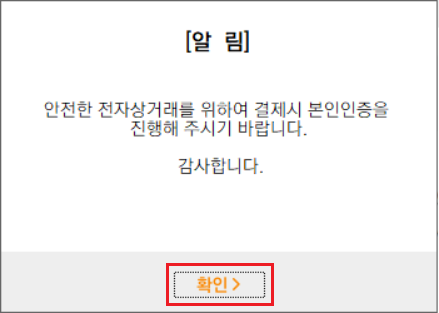 [알 림]
안전한 전자상거래를 위하여 결제시 본인인증을
진행해 주시기 바랍니다.
감사합니다.
확인 >